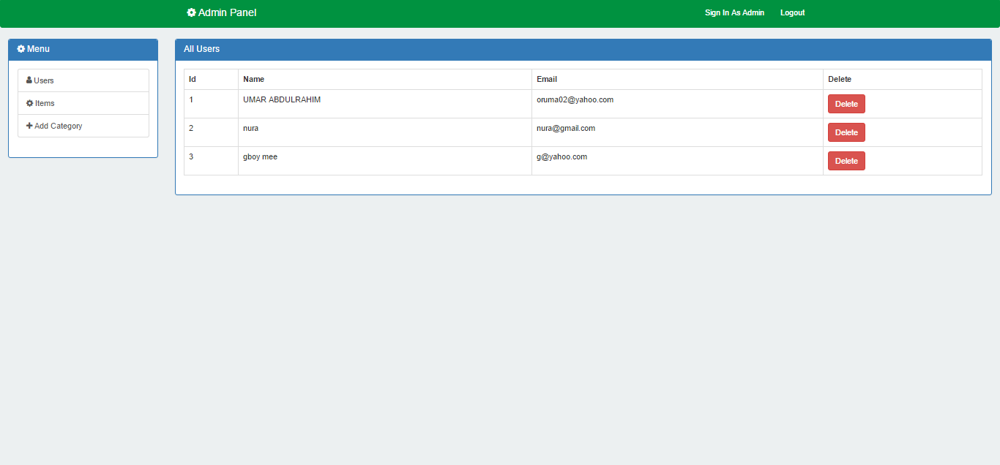 Admin Panel Sign In As Admin Logout
Menu
Users
Items
Add Category
All Users
Id Name Email Delete
1 UMAR ABDULRAHIM oruma02@yahoo.com Delete
2 nura nura@gmail.com Delete
3 gboy mee g@yahoo.com Delete